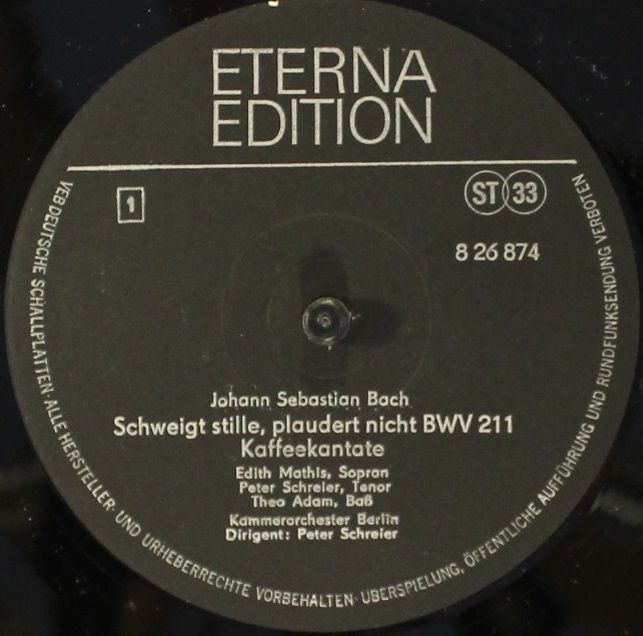 ETERNA
EDITION
1
ST 33
8 26 874
Johann Sebastian Bach
Schweigt stille, plaudert nicht BWV 211
Kaffeekantate
Edith Mathis, Sopran
Peter Schreier, Tenor
Theo Adam, Baß
Kammerorchester Berlin
Dirigent: Peter Schreier
VEB DEUTSCHE SCHALLPLATTEN · ALLE HERSTELLER- UND URHEBERRECHTE VORBEHALTEN · ÜBERSPIELUNG, ÖFFENTLICHE AUFFÜHRUNG UND RUNDFUNKSENDUNG VERBOTEN